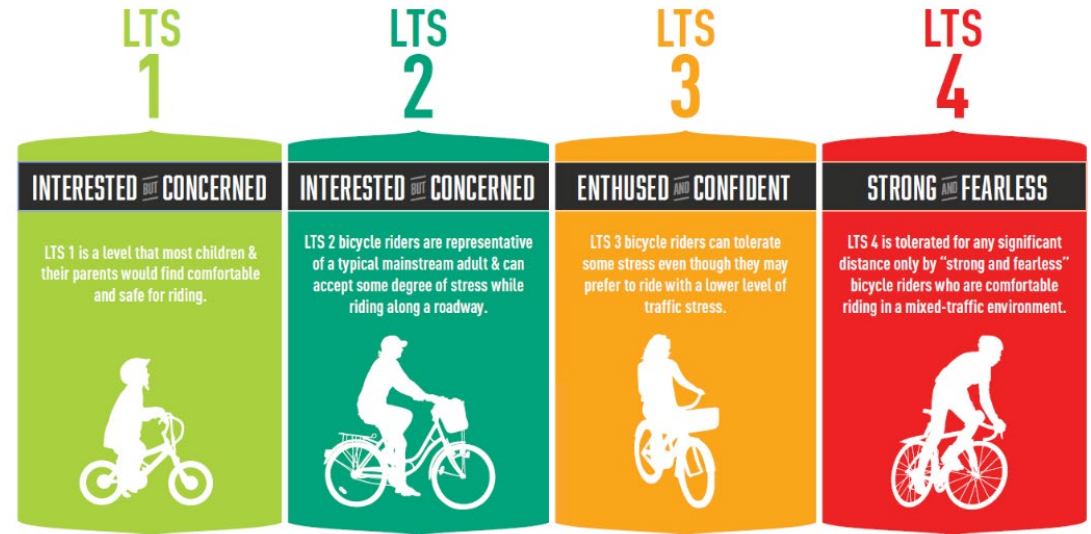 LTS
1
INTERESTED BUT CONCERNED
LTS 1 is a level that most children &
their parents would find comfortable
and safe for riding.
LTS
2
INTERESTED BUT CONCERNED
LTS 2 bicycle riders are representative
of a typical mainstream adult & can
accept some degree of stress while
riding along a roadway.
LTS
3
ENTHUSED AND CONFIDENT
LTS 3 bicycle riders can tolerate
some stress even though they may
prefer to ride with a lower level of
traffic stress.
LTS
4
STRONG AND FEARLESS
LTS 4 is tolerated for any significant
distance only by “strong and fearless”
bicycle riders who are comfortable
riding in a mixed-traffic environment.